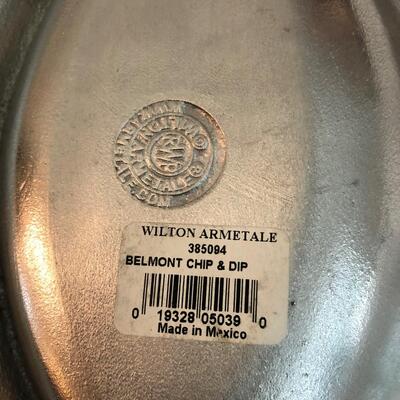 WILTON ARMETALE
385094
BELMONT CHIP & DIP
0 19328 05039 0
Made in Mexico